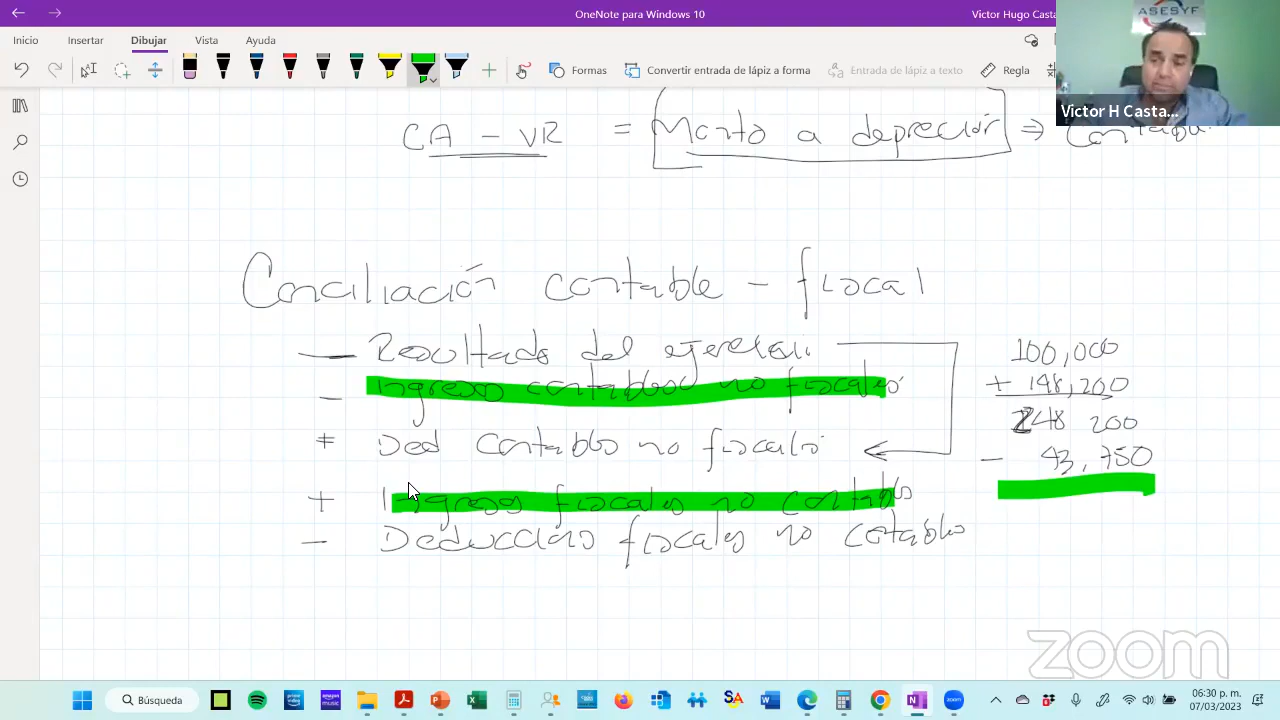 OneNote para Windows 10
Victor Hugo Casta
ASESYF
Inicio Insertar Dibujar Vista Ayuda
Formas Convertir entrada de lápiz a forma Entrada de lápiz a texto Regla
Victor H Casta...
CA - VR = Monto a depreciar ⇒
Conciliación contable - fiscal
- Resultado del ejercicio 100,000
- Ingresos contables no fiscales + 148,200
248 200
+ Ded contables no fiscales - 43,750
+ Ingresos fiscales no contables
- Deducciones fiscales no contables
zoom
Búsqueda
06:30 p. m.
07/03/2023